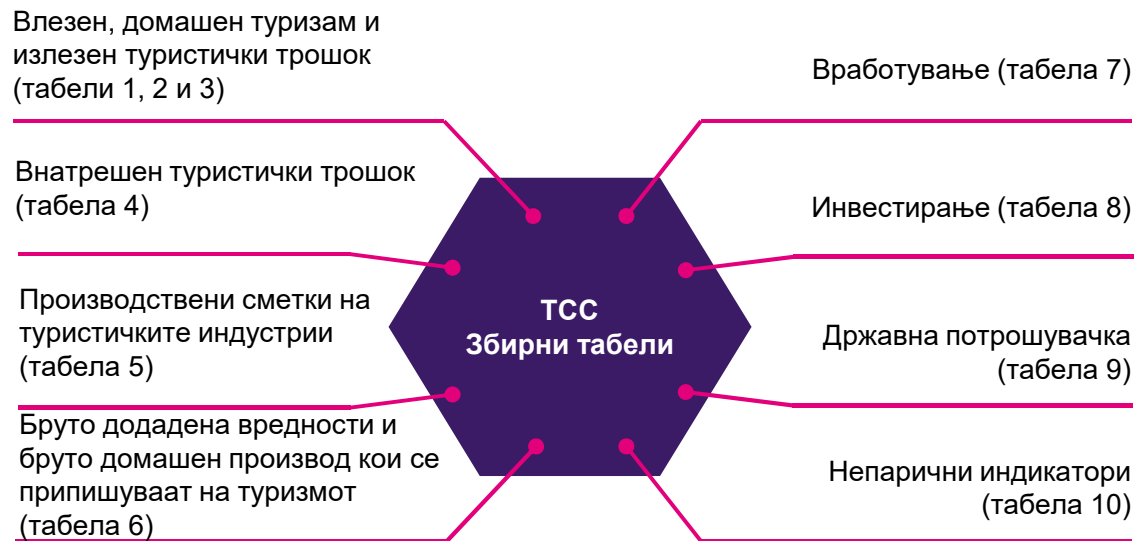 Влезен, домашен туризам и
излезен туристички трошок
(табели 1, 2 и 3)
Внатрешен туристички трошок
(табела 4)
Производствени сметки на
туристичките индустрии
(табела 5)
Бруто додадена вредности и
бруто домашен производ кои се
припишуваат на туризмот
(табела 6)
ТСС
Збирни табели
Вработување (табела 7)
Инвестирање (табела 8)
Државна потрошувачка
(табела 9)
Непарични индикатори
(табела 10)